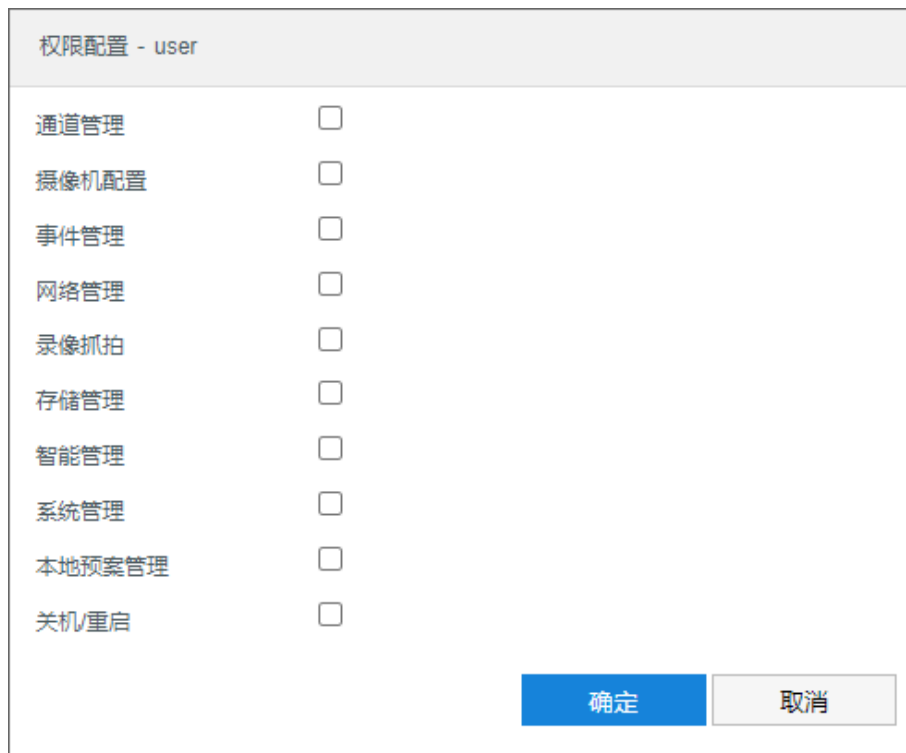 权限配置 - user
通道管理
摄像机配置
事件管理
网络管理
录像抓拍
存储管理
智能管理
系统管理
本地预案管理
关机/重启
确定 取消